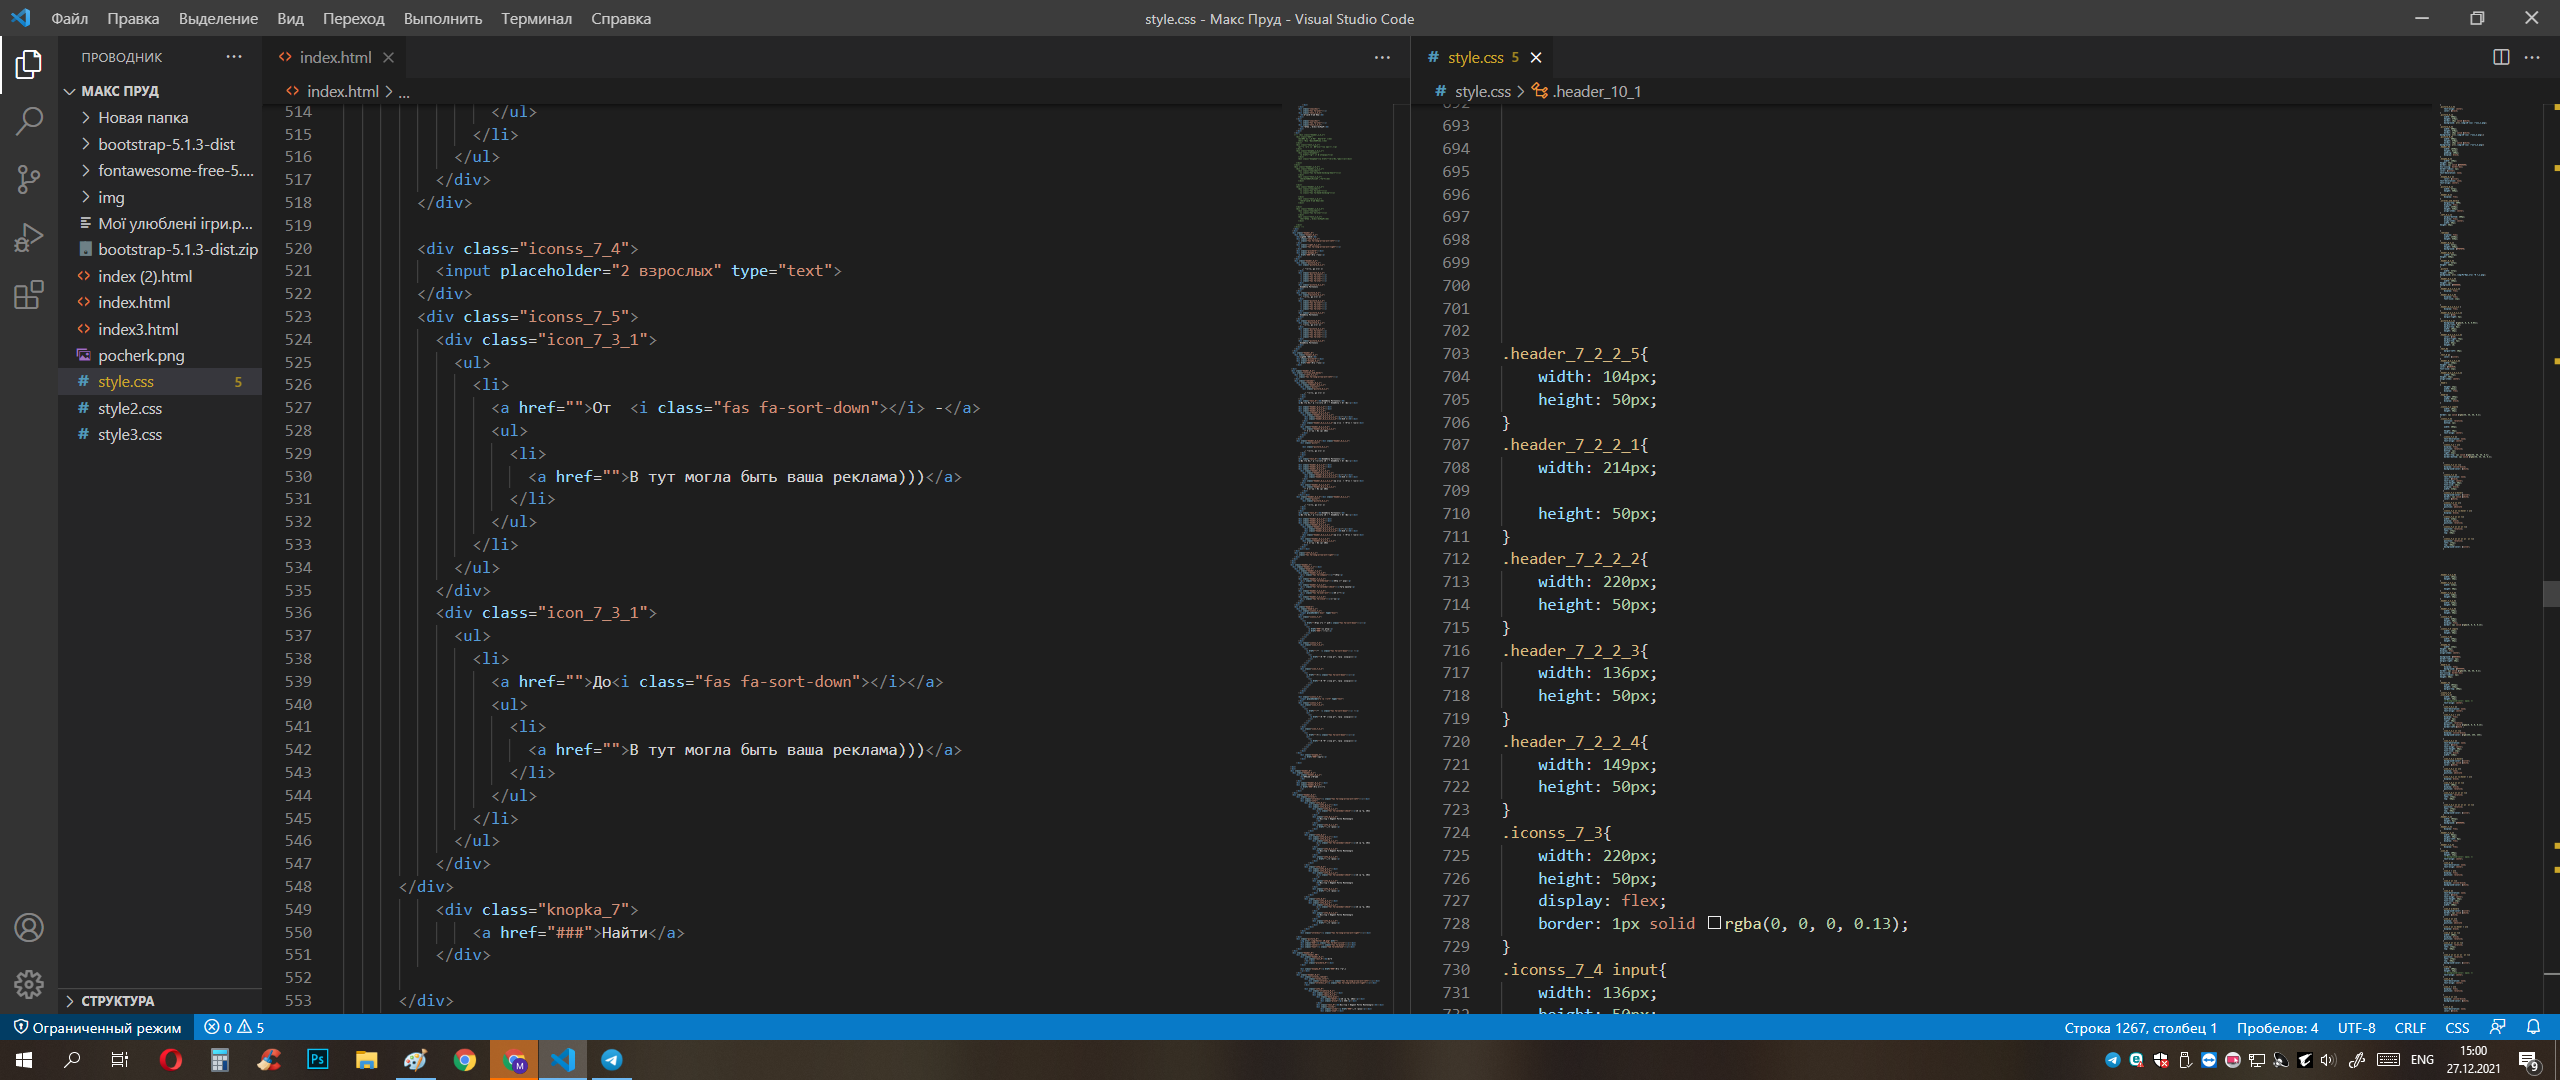 Файл Правка Выделение Вид Переход Выполнить Терминал Справка
style.css - Макс Пруд - Visual Studio Code
ПРОВОДНИК
МАКС ПРУД
Новая папка
bootstrap-5.1.3-dist
fontawesome-free-5....
img
Мої улюблені ігри.p...
bootstrap-5.1.3-dist.zip
index (2).html
index.html
index3.html
pocherk.png
style.css 5
style2.css
style3.css
СТРУКТУРА
index.html
index.html > ...
514 </ul>
515 </li>
516 </ul>
517 </div>
518 </div>
519
520 <div class="iconss_7_4">
521 <input placeholder="2 взрослых" type="text">
522 </div>
523 <div class="iconss_7_5">
524 <div class="icon_7_3_1">
525 <ul>
526 <li>
527 <a href="">От  <i class="fas fa-sort-down"></i> -</a>
528 <ul>
529 <li>
530 <a href="">В тут могла быть ваша реклама)))</a>
531 </li>
532 </ul>
533 </li>
534 </ul>
535 </div>
536 <div class="icon_7_3_1">
537 <ul>
538 <li>
539 <a href="">До<i class="fas fa-sort-down"></i></a>
540 <ul>
541 <li>
542 <a href="">В тут могла быть ваша реклама)))</a>
543 </li>
544 </ul>
545 </li>
546 </ul>
547 </div>
548 </div>
549 <div class="knopka_7">
550 <a href="###">Найти</a>
551 </div>
552
553 </div>
style.css 5
style.css > .header_10_1
692
693
694
695
696
697
698
699
700
701
702
703 .header_7_2_2_5{
704 width: 104px;
705 height: 50px;
706 }
707 .header_7_2_2_1{
708 width: 214px;
709
710 height: 50px;
711 }
712 .header_7_2_2_2{
713 width: 220px;
714 height: 50px;
715 }
716 .header_7_2_2_3{
717 width: 136px;
718 height: 50px;
719 }
720 .header_7_2_2_4{
721 width: 149px;
722 height: 50px;
723 }
724 .iconss_7_3{
725 width: 220px;
726 height: 50px;
727 display: flex;
728 border: 1px solid rgba(0, 0, 0, 0.13);
729 }
730 .iconss_7_4 input{
731 width: 136px;
732 height: 50px;
Ограниченный режим 0 5
Строка 1267, столбец 1 Пробелов: 4 UTF-8 CRLF CSS
Ps
M
ENG
15:00
27.12.2021
9